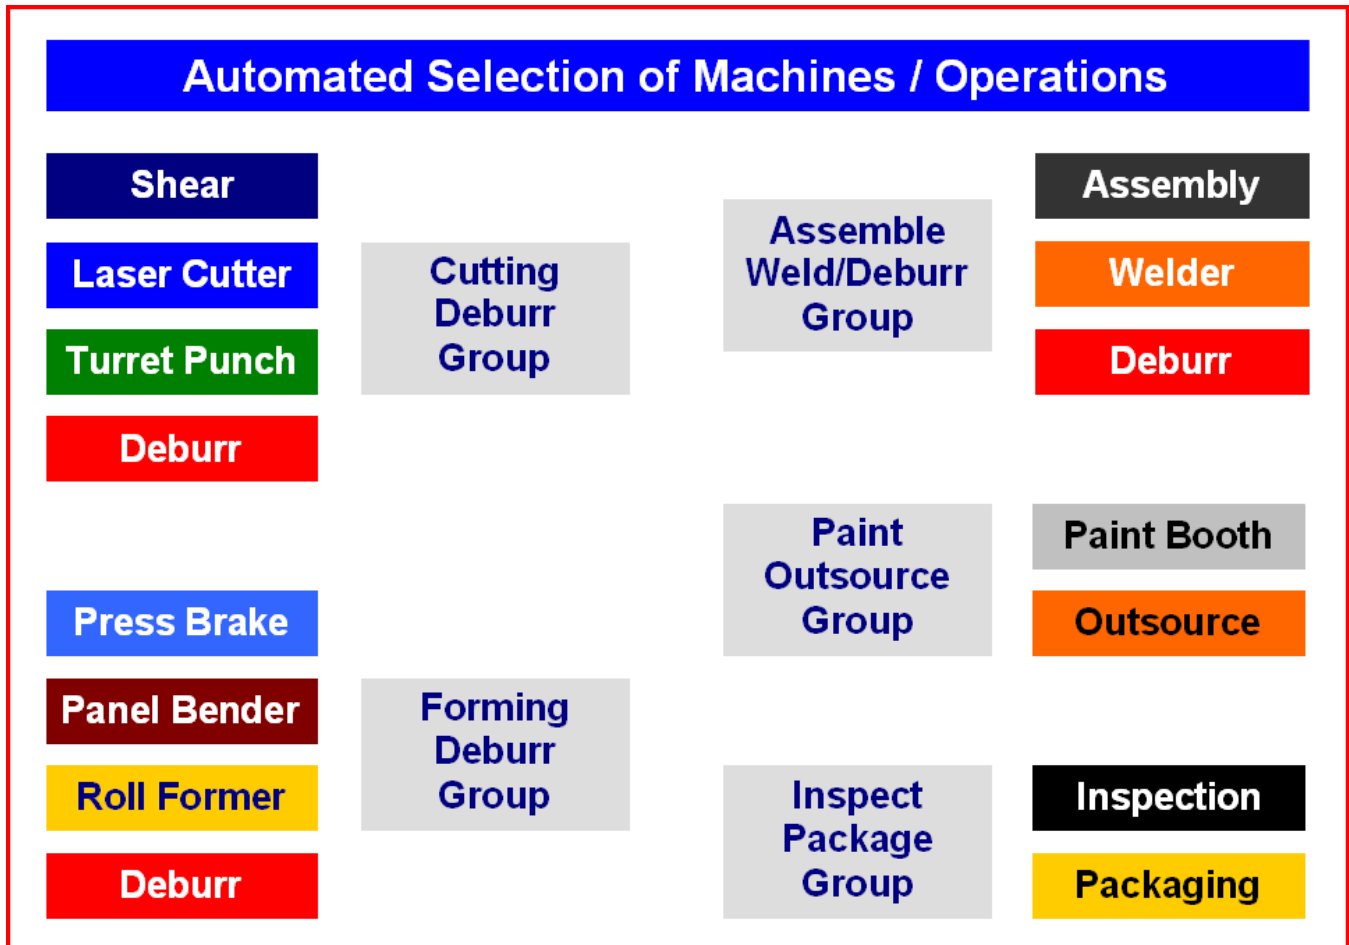 Automated Selection of Machines / Operations
Shear
Laser Cutter
Turret Punch
Deburr
Cutting
Deburr
Group
Press Brake
Panel Bender
Roll Former
Deburr
Forming
Deburr
Group
Assemble
Weld/Deburr
Group
Assembly
Welder
Deburr
Paint
Outsource
Group
Paint Booth
Outsource
Inspect
Package
Group
Inspection
Packaging